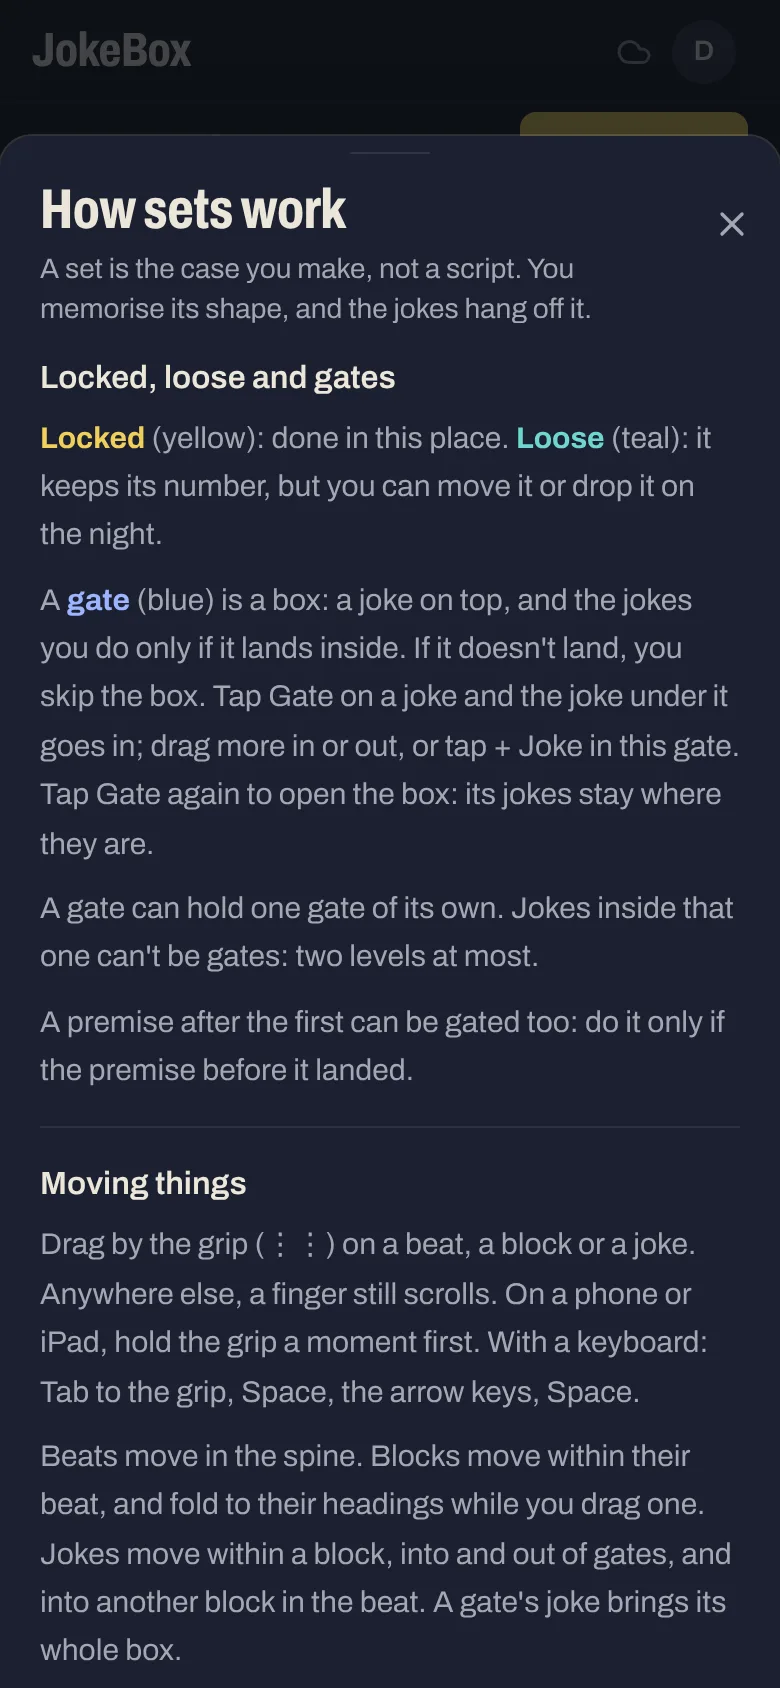 JokeBox
D
How sets work
A set is the case you make, not a script. You
memorise its shape, and the jokes hang off it.
Locked, loose and gates
Locked (yellow): done in this place. Loose (teal): it
keeps its number, but you can move it or drop it on
the night.
A gate (blue) is a box: a joke on top, and the jokes
you do only if it lands inside. If it doesn't land, you
skip the box. Tap Gate on a joke and the joke under it
goes in; drag more in or out, or tap + Joke in this gate.
Tap Gate again to open the box: its jokes stay where
they are.
A gate can hold one gate of its own. Jokes inside that
one can't be gates: two levels at most.
A premise after the first can be gated too: do it only if
the premise before it landed.
Moving things
Drag by the grip (⋮⋮) on a beat, a block or a joke.
Anywhere else, a finger still scrolls. On a phone or
iPad, hold the grip a moment first. With a keyboard:
Tab to the grip, Space, the arrow keys, Space.
Beats move in the spine. Blocks move within their
beat, and fold to their headings while you drag one.
Jokes move within a block, into and out of gates, and
into another block in the beat. A gate's joke brings its
whole box.